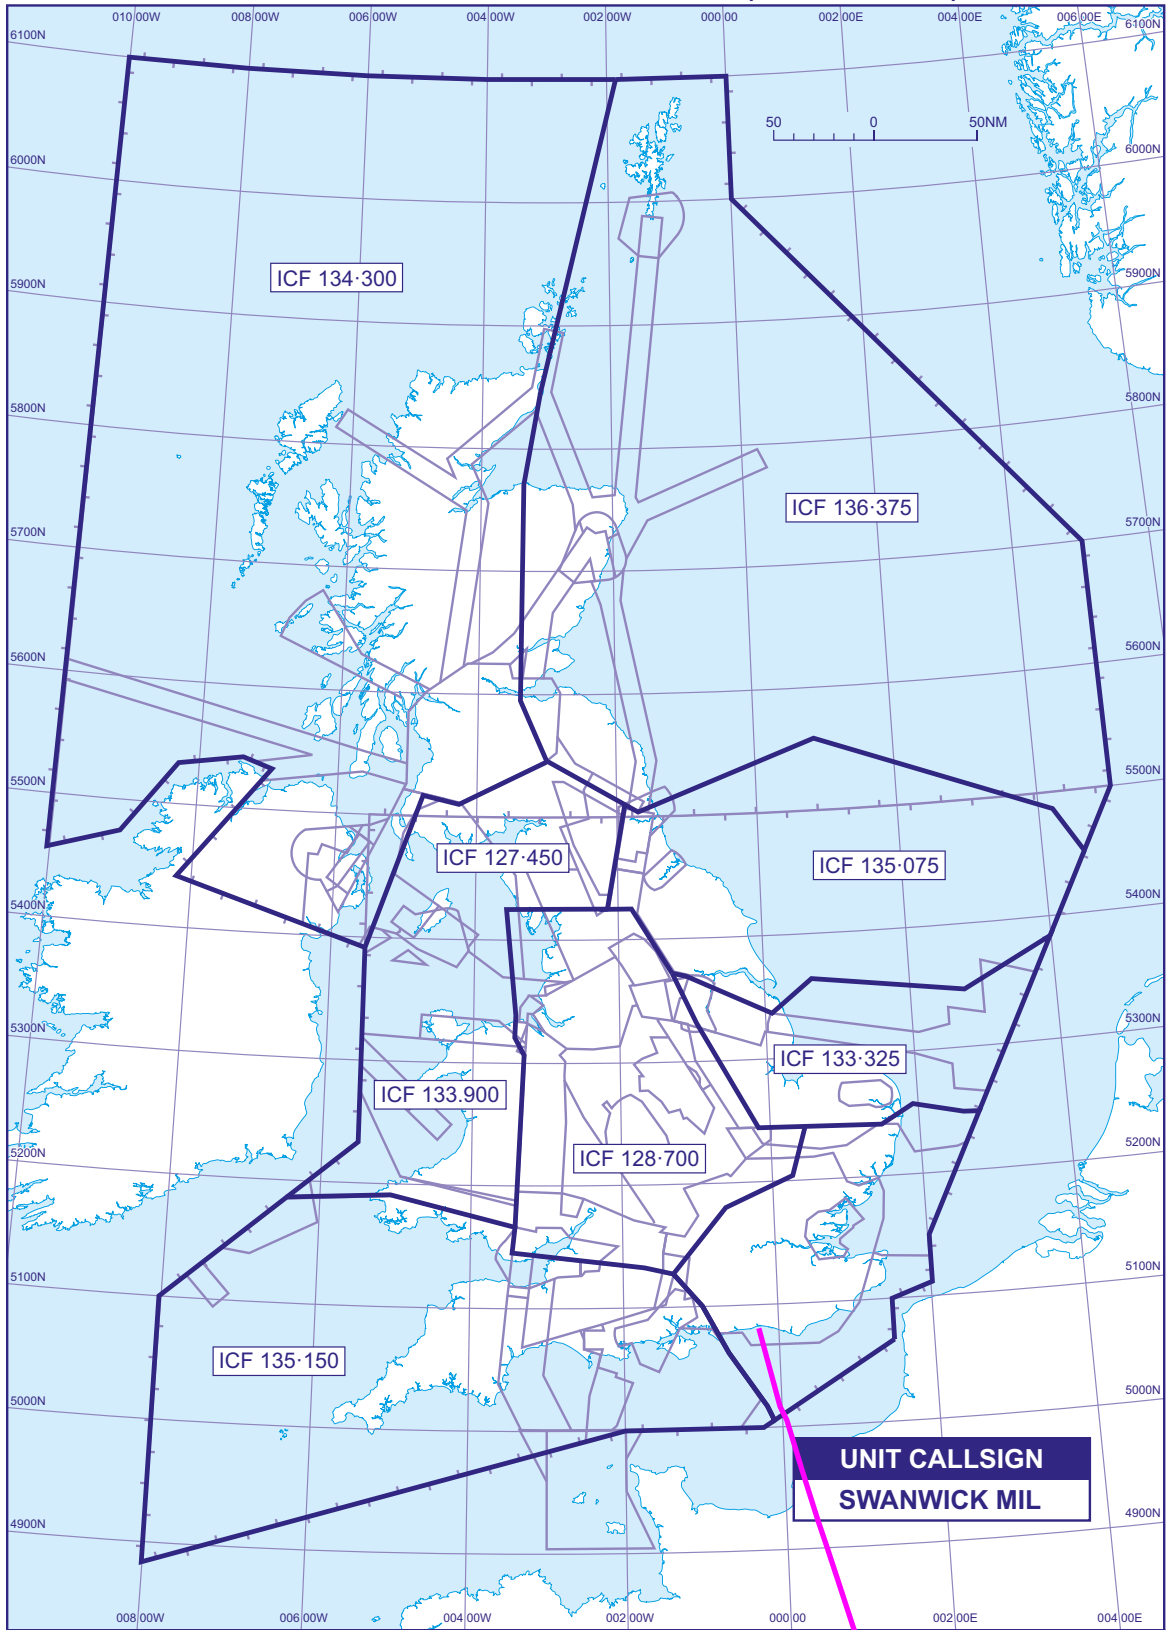 010 00W 008 00W 006 00W 004 00W 002 00W 000 00 002 00E 004 00E 006 00E
6100N 6100N
50 0 50NM
6000N 6000N
ICF 134·300
5900N 5900N
5800N 5800N
ICF 136·375
5700N 5700N
5600N 5600N
5500N 5500N
ICF 127·450
ICF 135·075
5400N 5400N
5300N 5300N
ICF 133·325
ICF 133.900
ICF 128·700
5200N 5200N
5100N 5100N
ICF 135·150
5000N 5000N
UNIT CALLSIGN
SWANWICK MIL
4900N 4900N
008 00W 006 00W 004 00W 002 00W 000 00 002 00E 004 00E